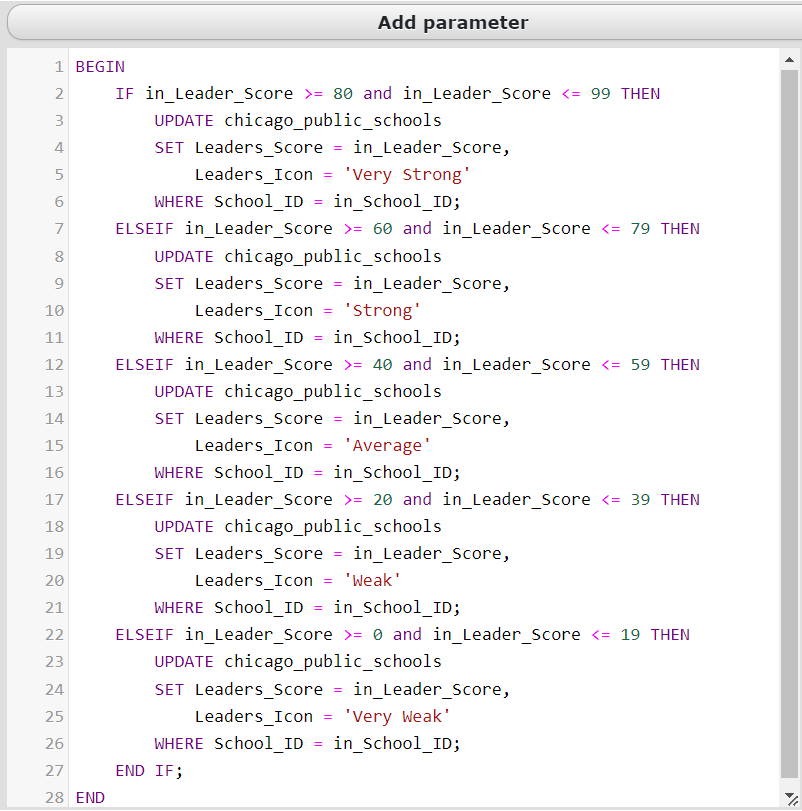 Add parameter
1 BEGIN
2     IF in_Leader_Score >= 80 and in_Leader_Score <= 99 THEN
3         UPDATE chicago_public_schools
4         SET Leaders_Score = in_Leader_Score,
5             Leaders_Icon = 'Very Strong'
6         WHERE School_ID = in_School_ID;
7     ELSEIF in_Leader_Score >= 60 and in_Leader_Score <= 79 THEN
8         UPDATE chicago_public_schools
9         SET Leaders_Score = in_Leader_Score,
10             Leaders_Icon = 'Strong'
11         WHERE School_ID = in_School_ID;
12     ELSEIF in_Leader_Score >= 40 and in_Leader_Score <= 59 THEN
13         UPDATE chicago_public_schools
14         SET Leaders_Score = in_Leader_Score,
15             Leaders_Icon = 'Average'
16         WHERE School_ID = in_School_ID;
17     ELSEIF in_Leader_Score >= 20 and in_Leader_Score <= 39 THEN
18         UPDATE chicago_public_schools
19         SET Leaders_Score = in_Leader_Score,
20             Leaders_Icon = 'Weak'
21         WHERE School_ID = in_School_ID;
22     ELSEIF in_Leader_Score >= 0 and in_Leader_Score <= 19 THEN
23         UPDATE chicago_public_schools
24         SET Leaders_Score = in_Leader_Score,
25             Leaders_Icon = 'Very Weak'
26         WHERE School_ID = in_School_ID;
27     END IF;
28 END